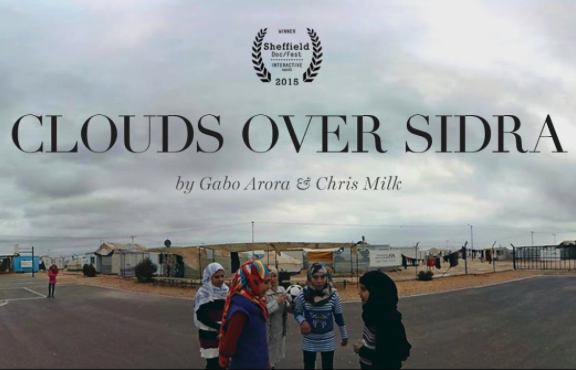 WINNER
Sheffield
Doc/Fest
INTERACTIVE
2015
CLOUDS OVER SIDRA
by Gabo Arora & Chris Milk